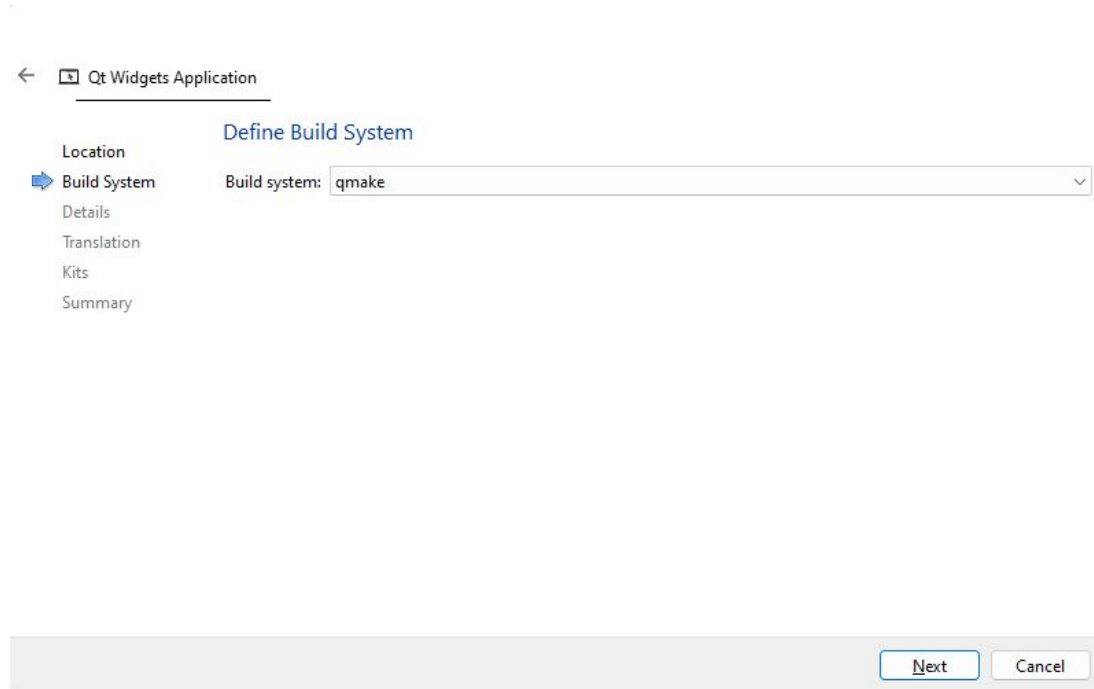 Qt Widgets Application
Define Build System
Location
Build System
Build system: qmake
Details
Translation
Kits
Summary
Next
Cancel